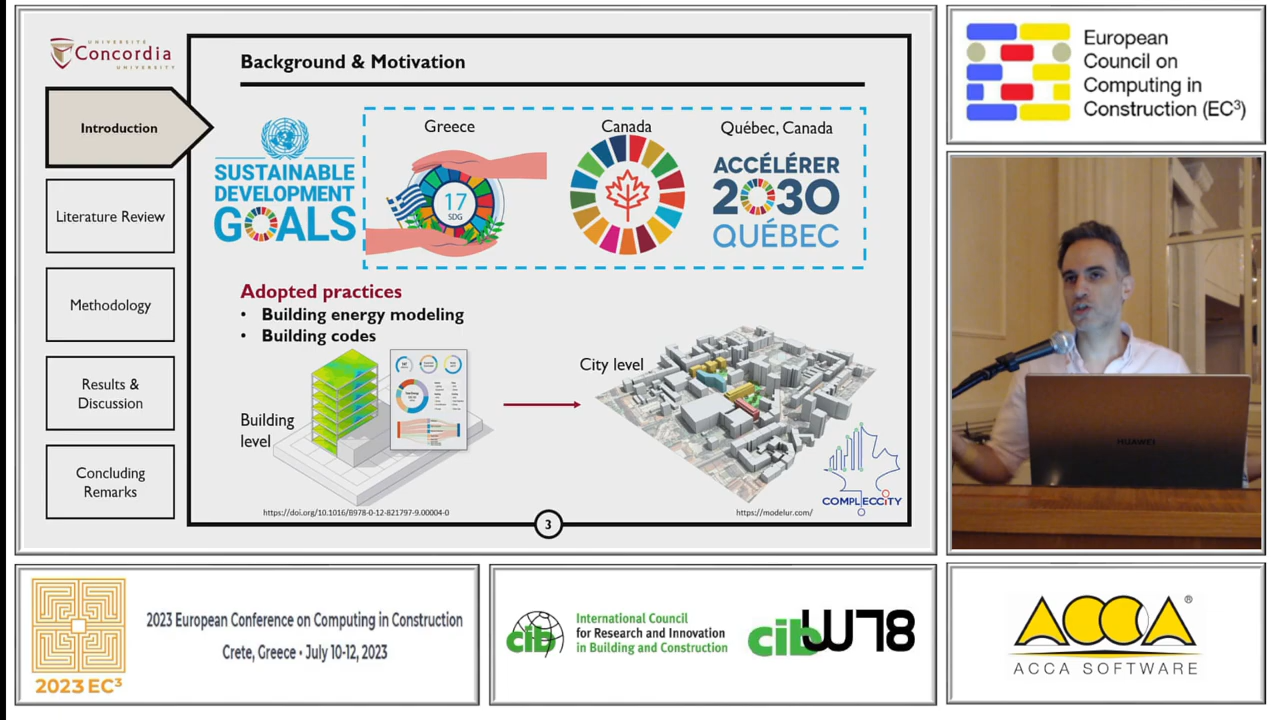 UNIVERSITÉ
Concordia
UNIVERSITY
Introduction
Literature Review
Methodology
Results &
Discussion
Concluding
Remarks
Background & Motivation
SUSTAINABLE
DEVELOPMENT
GOALS
Greece
17
SDG
Canada
Québec, Canada
ACCÉLÉRER
2030
QUÉBEC
Adopted practices
• Building energy modeling
• Building codes
Building
level
City level
COMPLECCITY
https://doi.org/10.1016/B978-0-12-821797-9.00004-0
https://modelur.com/
3
European
Council on
Computing in
Construction (EC³)
HUAWEI
2023 EC³
2023 European Conference on Computing in Construction
Crete, Greece • July 10-12, 2023
cib
International Council
for Research and Innovation
in Building and Construction
cib W78
ACCA®
ACCA SOFTWARE